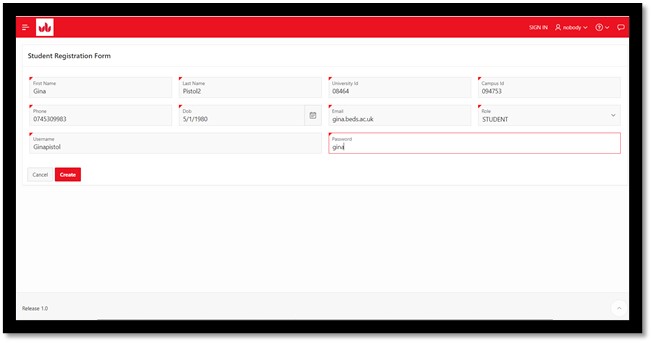 SIGN IN nobody
Student Registration Form
First Name Last Name University Id Campus Id
Gina Pistol2 08464 094753
Phone Dob Email Role
0745309983 5/1/1980 gina.beds.ac.uk STUDENT
Username Password
Ginapistol gina
Cancel Create
Release 1.0